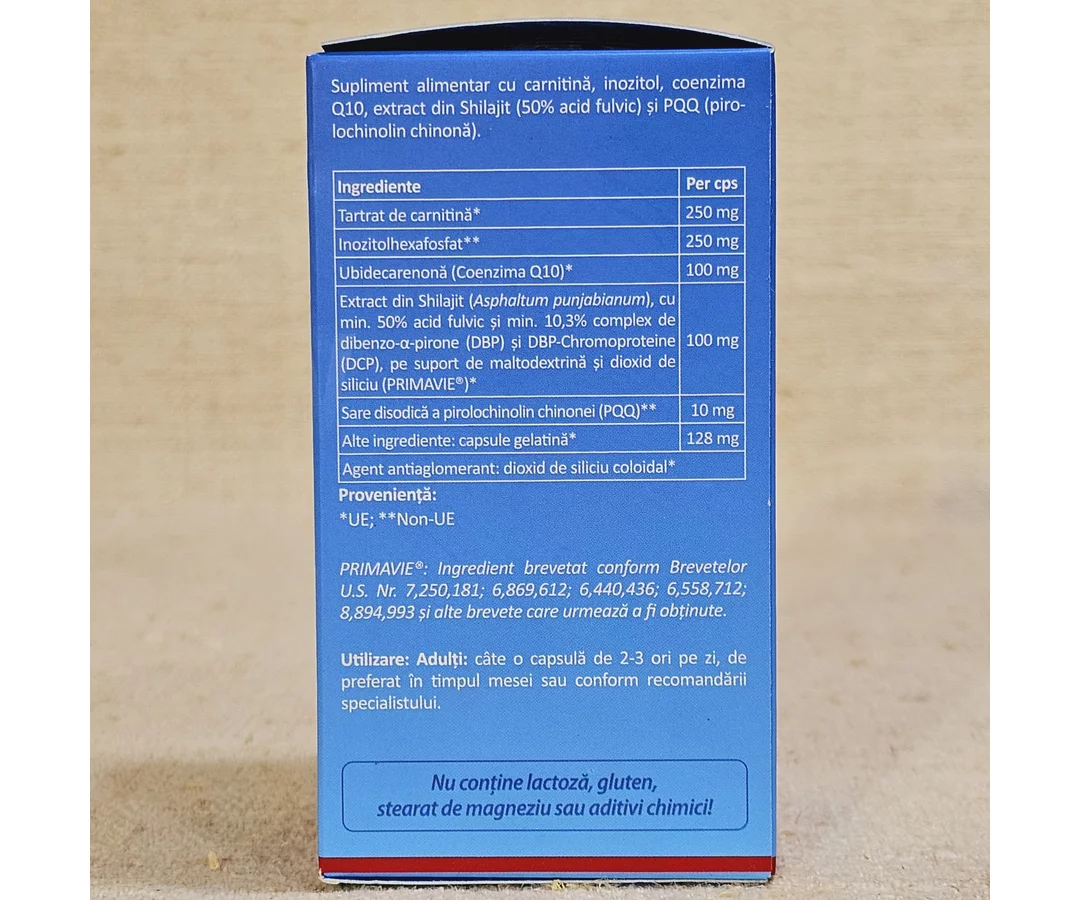 Supliment alimentar cu carnitină, inozitol, coenzima
Q10, extract din Shilajit (50% acid fulvic) și PQQ (piro-
lochinolin chinonă).
Ingrediente Per cps
Tartrat de carnitină* 250 mg
Inozitolhexafosfat** 250 mg
Ubidecarenonă (Coenzima Q10)* 100 mg
Extract din Shilajit (Asphaltum punjabianum), cu
min. 50% acid fulvic și min. 10,3% complex de
dibenzo-α-pirone (DBP) și DBP-Chromoproteine 100 mg
(DCP), pe suport de maltodextrină și dioxid de
siliciu (PRIMAVIE®)*
Sare disodică a pirolochinolin chinonei (PQQ)** 10 mg
Alte ingrediente: capsule gelatină* 128 mg
Agent antiaglomerant: dioxid de siliciu coloidal*
Proveniență:
*UE; **Non-UE
PRIMAVIE®: Ingredient brevetat conform Brevetelor
U.S. Nr. 7,250,181; 6,869,612; 6,440,436; 6,558,712;
8,894,993 și alte brevete care urmează a fi obținute.
Utilizare: Adulți: câte o capsulă de 2-3 ori pe zi, de
preferat în timpul mesei sau conform recomandării
specialistului.
Nu conține lactoză, gluten,
stearat de magneziu sau aditivi chimici!